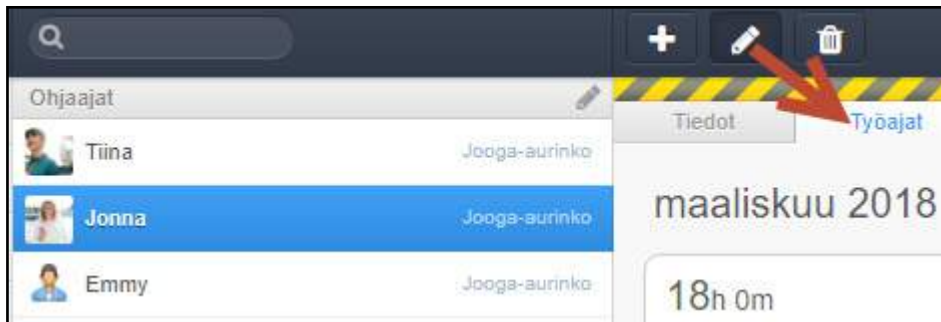 Ohjaajat
Tiina Jooga-aurinko
Jonna Jooga-aurinko
Emmy Jooga-aurinko
Tiedot Työajat
maaliskuu 2018
18h 0m